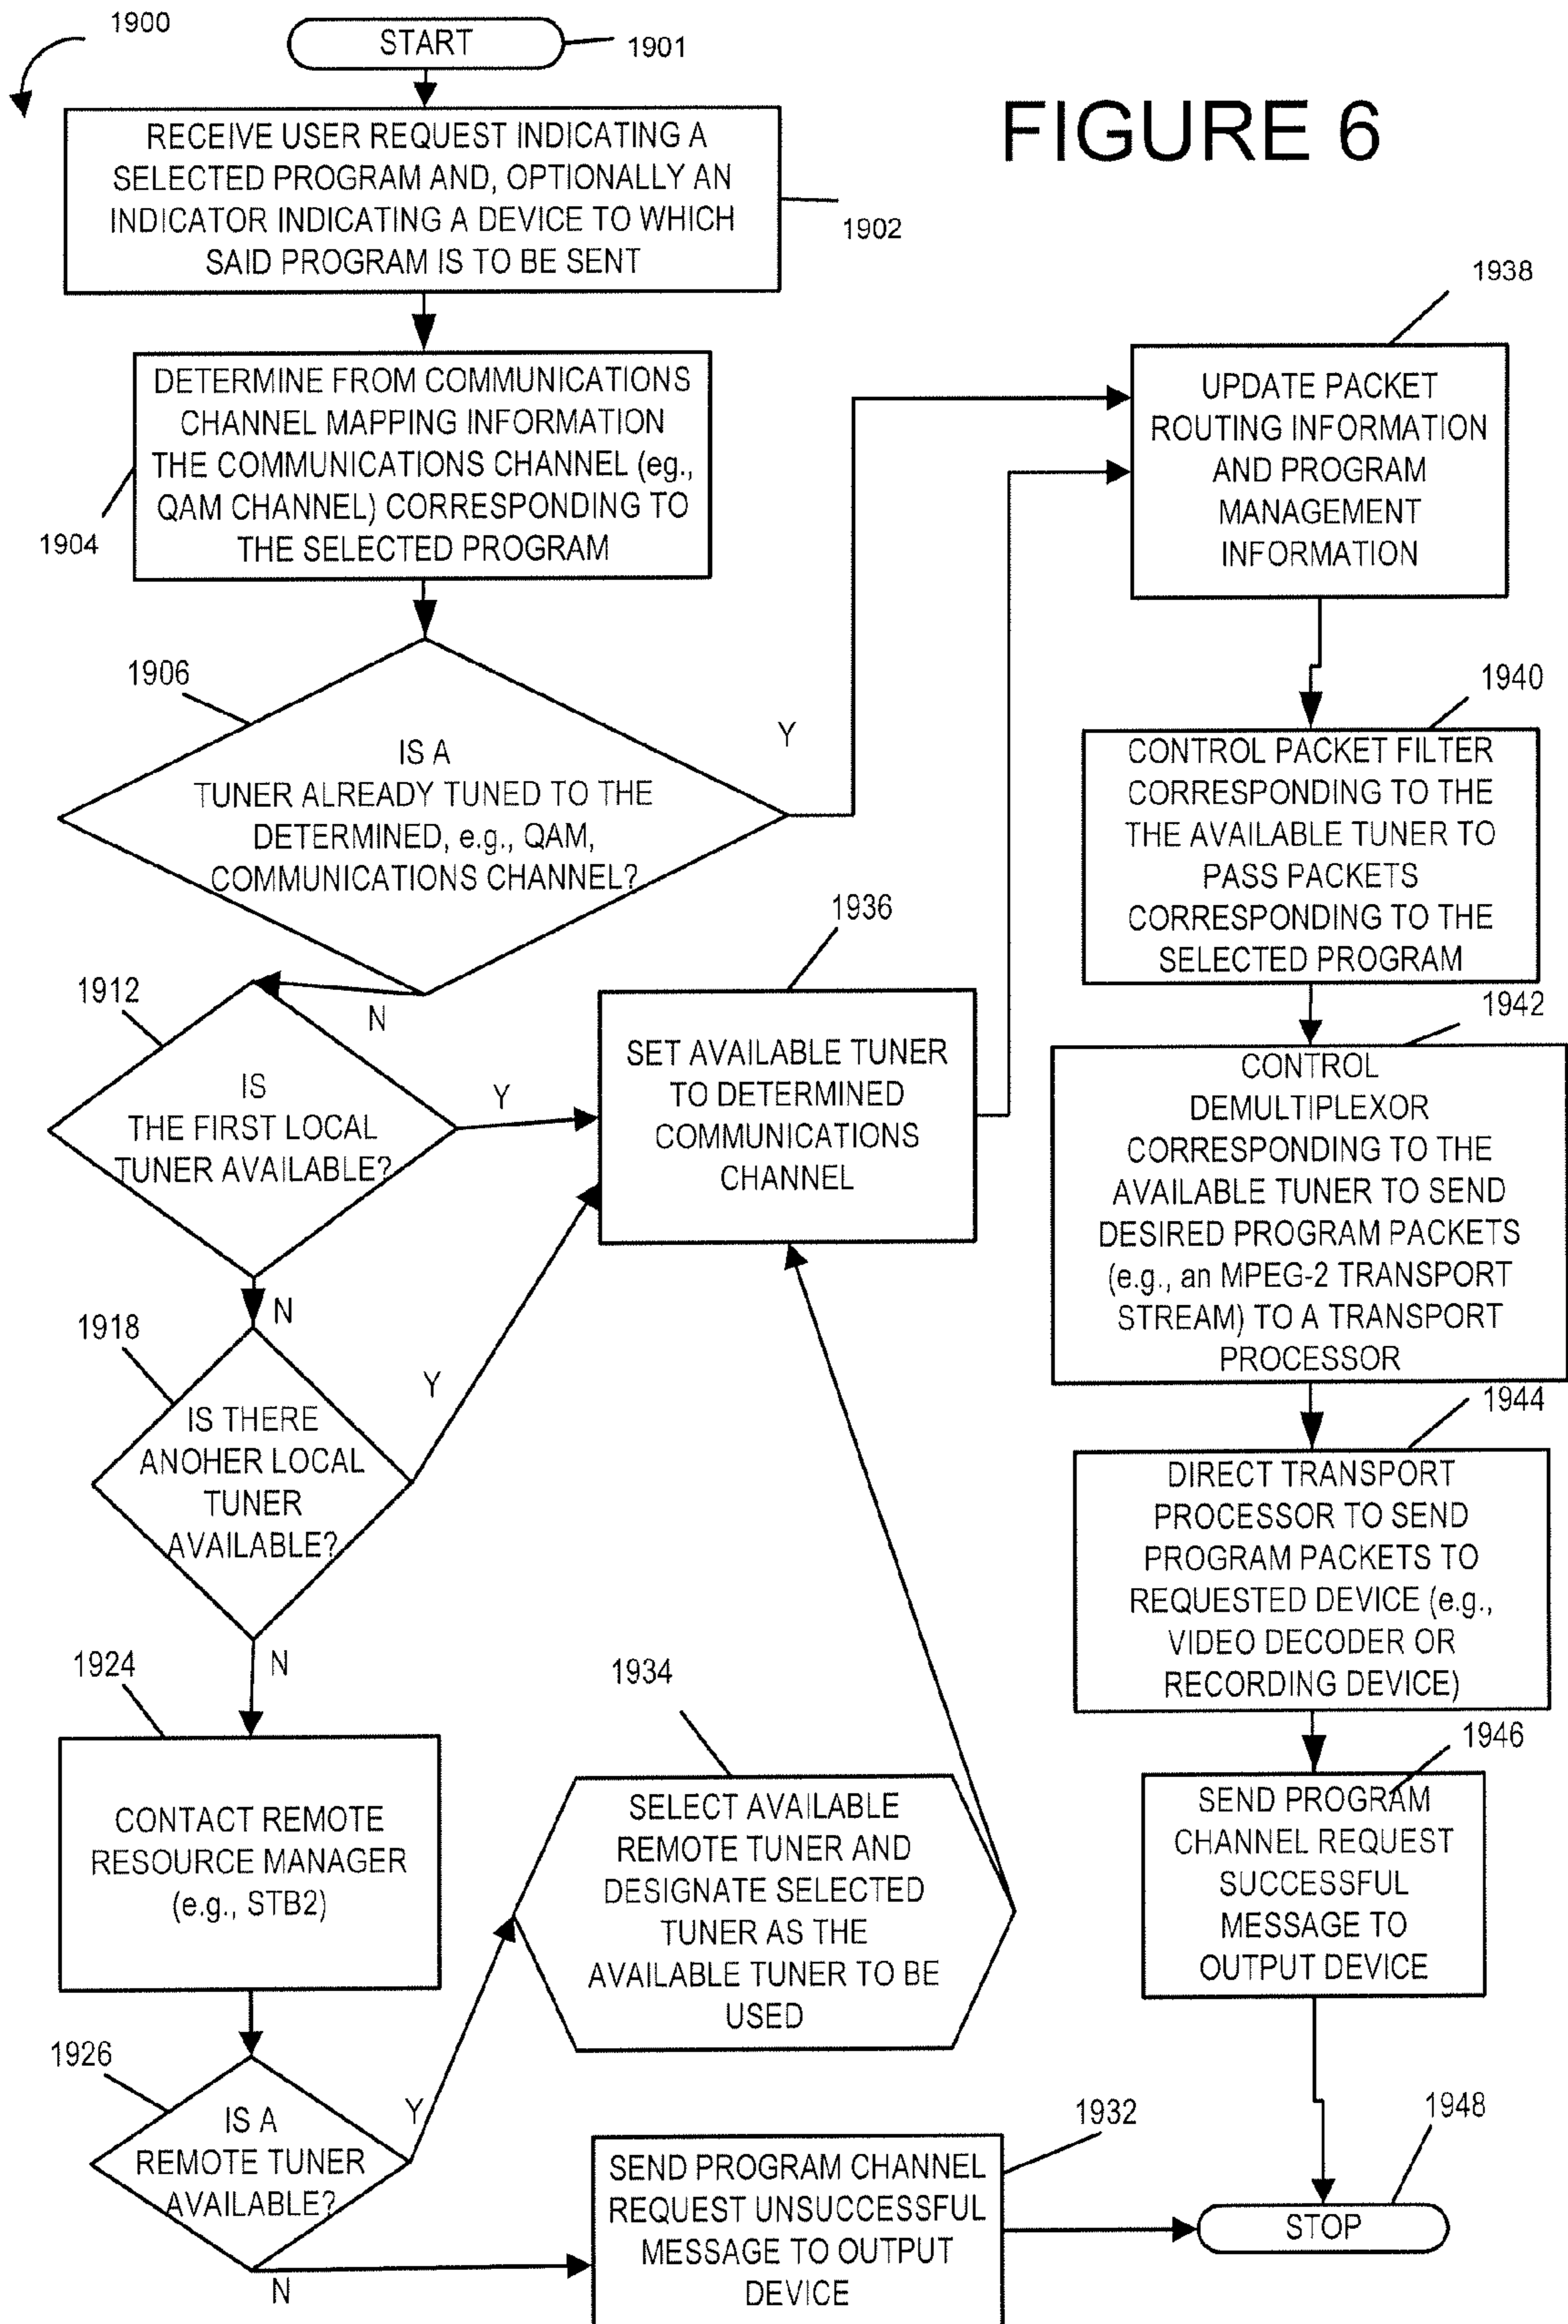 1900
START
1901
FIGURE 6
RECEIVE USER REQUEST INDICATING A
SELECTED PROGRAM AND, OPTIONALLY AN
INDICATOR INDICATING A DEVICE TO WHICH
SAID PROGRAM IS TO BE SENT
1902
DETERMINE FROM COMMUNICATIONS
CHANNEL MAPPING INFORMATION
THE COMMUNICATIONS CHANNEL (eg.,
QAM CHANNEL) CORRESPONDING TO
THE SELECTED PROGRAM
1904
1906
IS A
TUNER ALREADY TUNED TO THE
DETERMINED, e.g., QAM,
COMMUNICATIONS CHANNEL?
Y
N
1912
IS
THE FIRST LOCAL
TUNER AVAILABLE?
Y
N
1918
IS THERE
ANOHER LOCAL
TUNER
AVAILABLE?
Y
N
1924
CONTACT REMOTE
RESOURCE MANAGER
(e.g., STB2)
1926
IS A
REMOTE TUNER
AVAILABLE?
Y
N
1932
SEND PROGRAM CHANNEL
REQUEST UNSUCCESSFUL
MESSAGE TO OUTPUT
DEVICE
1934
SELECT AVAILABLE
REMOTE TUNER AND
DESIGNATE SELECTED
TUNER AS THE
AVAILABLE TUNER TO BE
USED
1936
SET AVAILABLE TUNER
TO DETERMINED
COMMUNICATIONS
CHANNEL
1938
UPDATE PACKET
ROUTING INFORMATION
AND PROGRAM
MANAGEMENT
INFORMATION
1940
CONTROL PACKET FILTER
CORRESPONDING TO THE
THE AVAILABLE TUNER TO
PASS PACKETS
CORRESPONDING TO THE
SELECTED PROGRAM
1942
CONTROL
DEMULTIPLEXOR
CORRESPONDING TO THE
AVAILABLE TUNER TO SEND
DESIRED PROGRAM PACKETS
(e.g., an MPEG-2 TRANSPORT
STREAM) TO A TRANSPORT
PROCESSOR
1944
DIRECT TRANSPORT
PROCESSOR TO SEND
PROGRAM PACKETS TO
REQUESTED DEVICE (e.g.,
VIDEO DECODER OR
RECORDING DEVICE)
1946
SEND PROGRAM
CHANNEL REQUEST
SUCCESSFUL
MESSAGE TO
OUTPUT DEVICE
1948
STOP